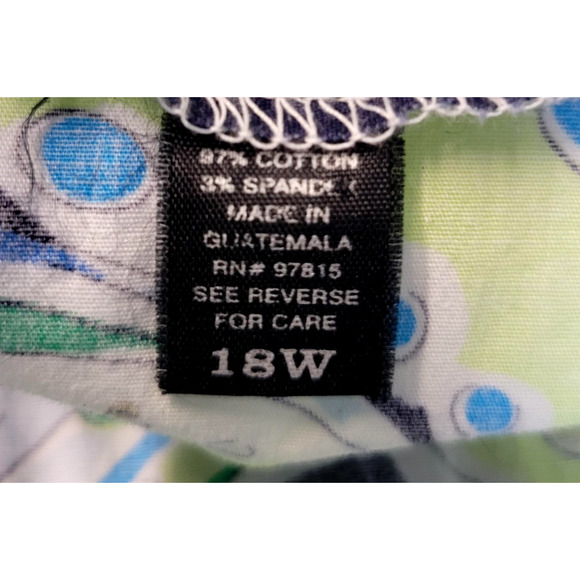 97% COTTON
3% SPANDEX
MADE IN
GUATEMALA
RN# 97815
SEE REVERSE
FOR CARE
18W